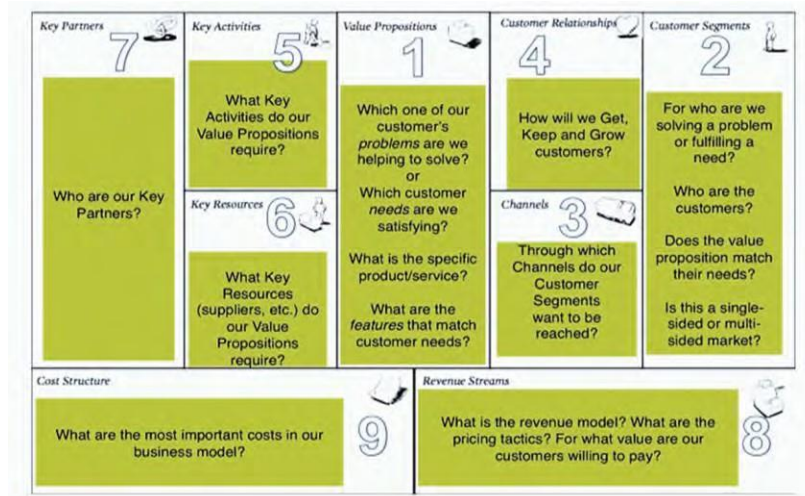 Key Partners
7
Who are our Key
Partners?
Key Activities
5
What Key
Activities do our
Value Propositions
require?
Key Resources
6
What Key
Resources
(suppliers, etc.) do
our Value
Propositions
require?
Value Propositions
1
Which one of our
customer's
problems are we
helping to solve?
or
Which customer
needs are we
satisfying?
What is the specific
product/service?
What are the
features that match
customer needs?
Customer Relationships
4
How will we Get,
Keep and Grow
customers?
Channels
3
Through which
Channels do our
Customer
Segments
want to be
reached?
Customer Segments
2
For who are we
solving a problem
or fulfilling a
need?
Who are the
customers?
Does the value
proposition match
their needs?
Is this a single-
sided or multi-
sided market?
Cost Structure
What are the most important costs in our
business model?
9
Revenue Streams
What is the revenue model? What are the
pricing tactics? For what value are our
customers willing to pay?
8